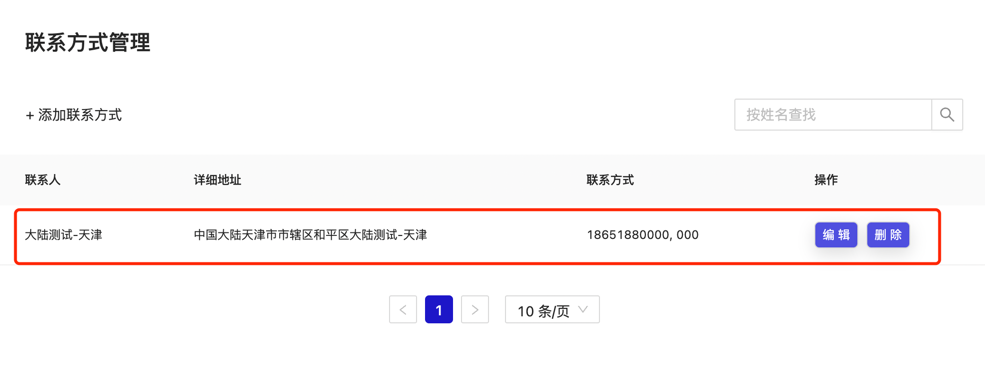 联系方式管理
+ 添加联系方式 按姓名查找
联系人 详细地址 联系方式 操作
大陆测试-天津 中国大陆天津市市辖区和平区大陆测试-天津 18651880000, 000 编 辑 删 除
< 1 > 10 条/页